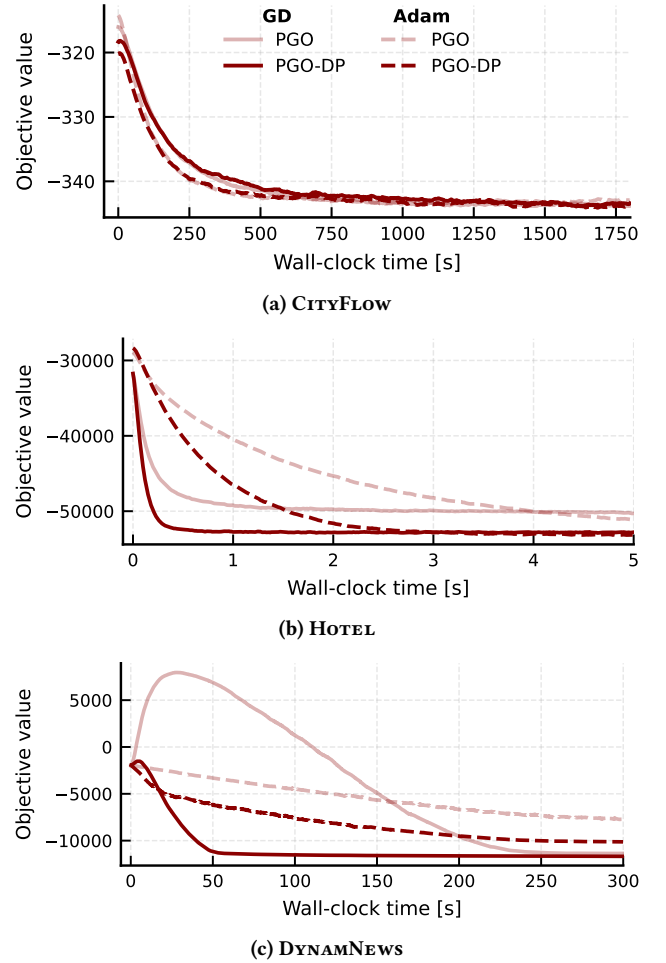 GD Adam
PGO PGO
PGO-DP PGO-DP
Objective value
−320
−330
−340
0 250 500 750 1000 1250 1500 1750
Wall-clock time [s]
(a) CityFlow
Objective value
−30000
−40000
−50000
0 1 2 3 4 5
Wall-clock time [s]
(b) Hotel
Objective value
5000
0
−5000
−10000
0 50 100 150 200 250 300
Wall-clock time [s]
(c) DynamNews